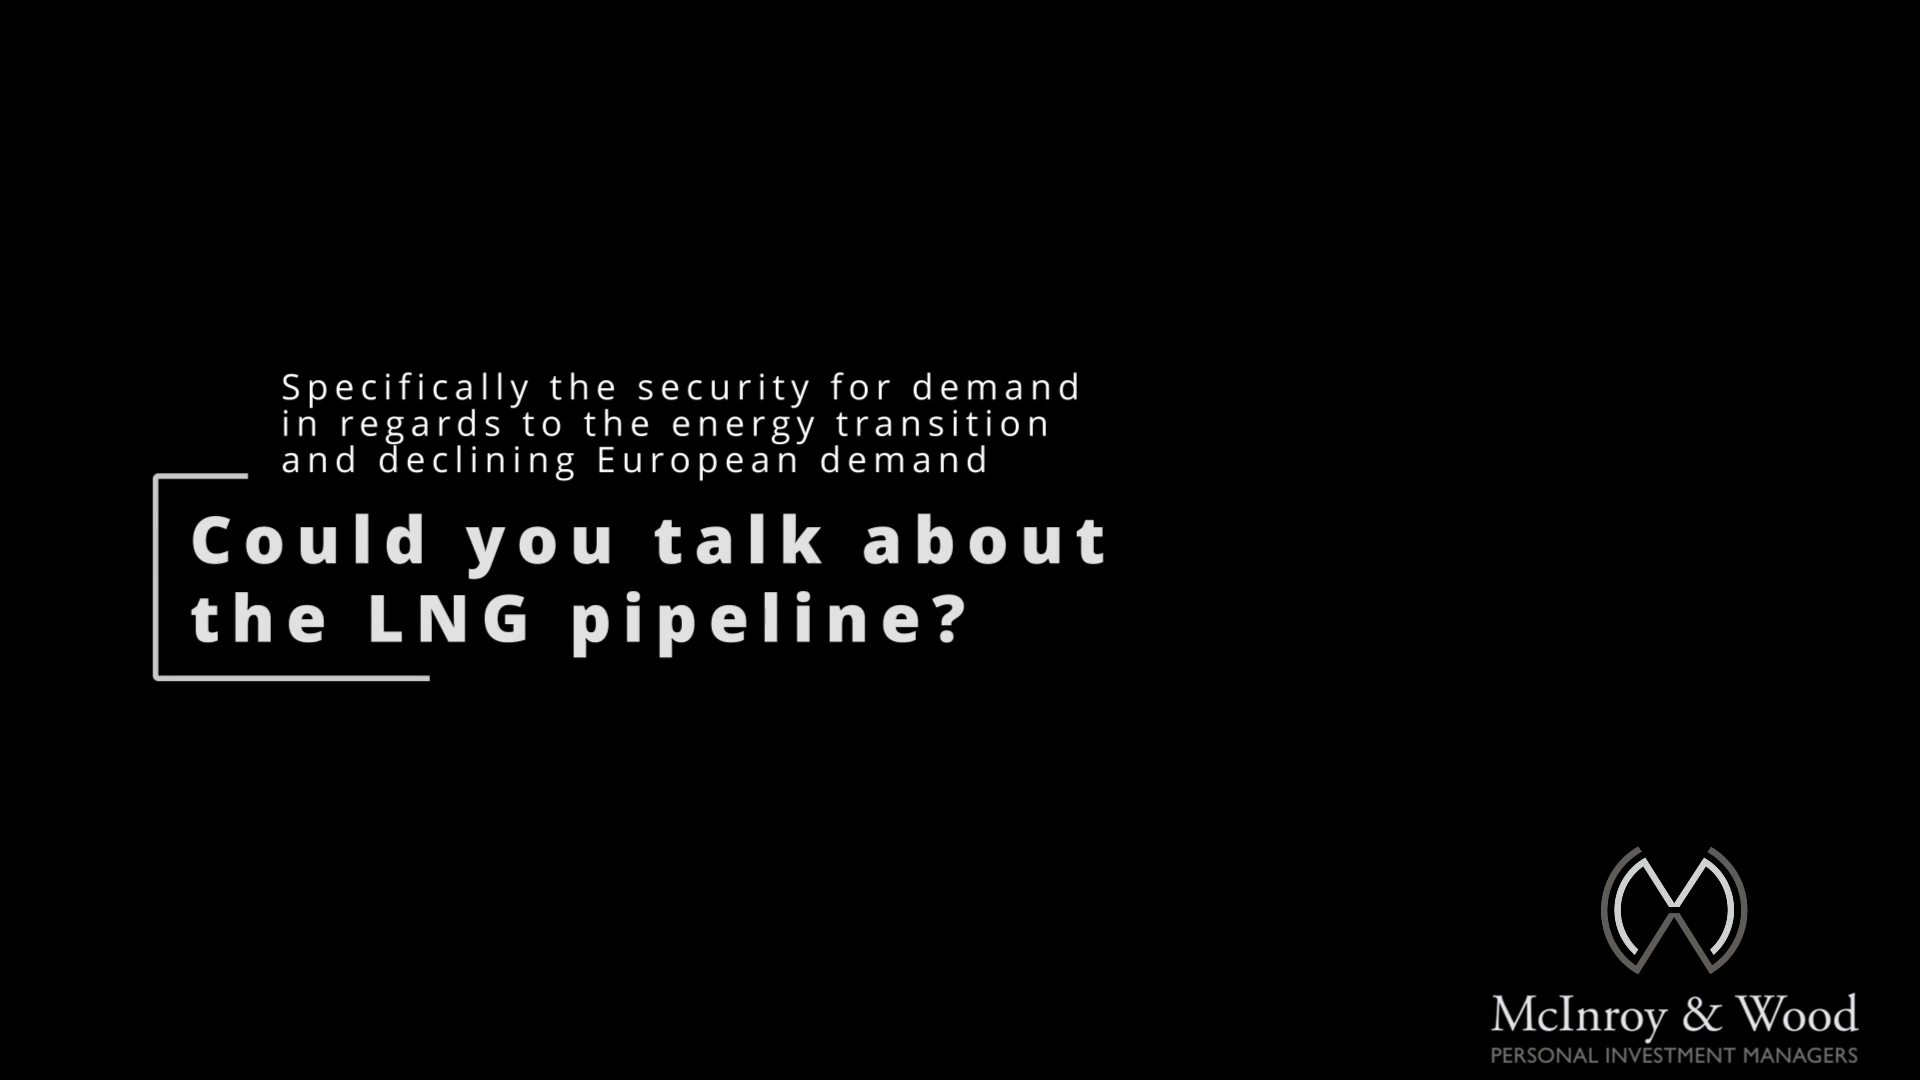 Specifically the security for demand
in regards to the energy transition
and declining European demand
Could you talk about
the LNG pipeline?
McInroy & Wood
PERSONAL INVESTMENT MANAGERS